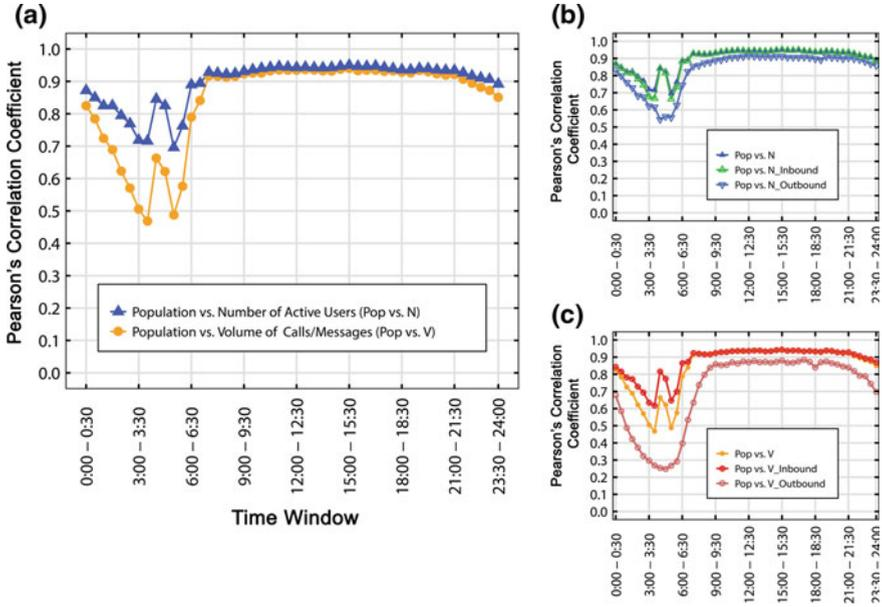 (a)
Pearson's Correlation Coefficient
1.0
0.9
0.8
0.7
0.6
0.5
0.4
0.3
0.2
0.1
0.0
Population vs. Number of Active Users (Pop vs. N)
Population vs. Volume of Calls/Messages (Pop vs. V)
0:00 – 0:30
3:00 – 3:30
6:00 – 6:30
9:00 – 9:30
12:00 – 12:30
15:00 – 15:30
18:00 – 18:30
21:00 – 21:30
23:30 – 24:00
Time Window
(b)
Pearson's Correlation
Coefficient
1.0
0.9
0.8
0.7
0.6
0.5
0.4
0.3
0.2
0.1
0.0
Pop vs. N
Pop vs. N_Inbound
Pop vs. N_Outbound
0:00 – 0:30
3:00 – 3:30
6:00 – 6:30
9:00 – 9:30
12:00 – 12:30
15:00 – 15:30
18:00 – 18:30
21:00 – 21:30
23:30 – 24:00
(c)
Pearson's Correlation
Coefficient
1.0
0.9
0.8
0.7
0.6
0.5
0.4
0.3
0.2
0.1
0.0
Pop vs. V
Pop vs. V_Inbound
Pop vs. V_Outbound
0:00 – 0:30
3:00 – 3:30
6:00 – 6:30
9:00 – 9:30
12:00 – 12:30
15:00 – 15:30
18:00 – 18:30
21:00 – 21:30
23:30 – 24:00